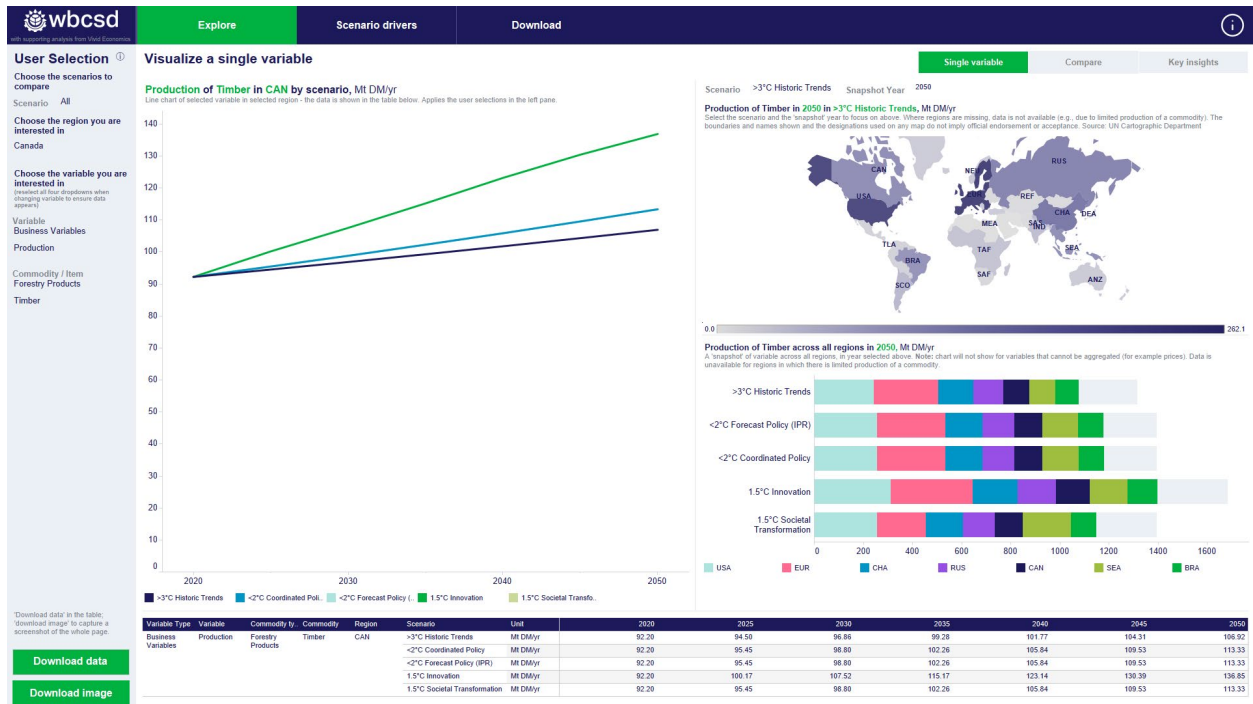 wbcsd
with supporting analysis from Vivid Economics
Explore
Scenario drivers
Download
User Selection
Choose the scenarios to
compare
Scenario All
Choose the region you are
interested in
Canada
Choose the variable you are
interested in
(reselect all four dropdowns when
changing variable to ensure data
appears)
Variable
Business Variables
Production
Commodity / Item
Forestry Products
Timber
'Download data' in the table;
'download image' to capture a
screenshot of the whole page.
Download data
Download image
Visualize a single variable
Single variable
Compare
Key insights
Production of Timber in CAN by scenario, Mt DM/yr
Line chart of selected variable in selected region - the data is shown in the table below. Applies the user selections in the left pane.
140
130
120
110
100
90
80
70
60
50
40
30
20
10
0
2020 2030 2040 2050
>3°C Historic Trends <2°C Coordinated Poli.. <2°C Forecast Policy (.. 1.5°C Innovation 1.5°C Societal Transfo..
Scenario >3°C Historic Trends Snapshot Year 2050
Production of Timber in 2050 in >3°C Historic Trends, Mt DM/yr
Select the scenario and the 'snapshot' year to focus on above. Where regions are missing, data is not available (e.g., due to limited production of a commodity). The
boundaries and names shown and the designations used on any map do not imply official endorsement or acceptance. Source: UN Cartographic Department
CAN
RUS
NEU
USA
EUR
REF
CHA
DEA
MEA
SAS
IND
TLA
TAF
SEA
BRA
SAF
SCO
ANZ
0.0 262.1
Production of Timber across all regions in 2050, Mt DM/yr
A 'snapshot' of variable across all regions, in year selected above. Note: chart will not show for variables that cannot be aggregated (for example prices). Data is
unavailable for regions in which there is limited production of a commodity
>3°C Historic Trends
<2°C Forecast Policy (IPR)
<2°C Coordinated Policy
1.5°C Innovation
1.5°C Societal
Transformation
0 200 400 600 800 1000 1200 1400 1600
USA EUR CHA RUS CAN SEA BRA
Variable Type Variable Commodity ty.. Commodity Region Scenario Unit 2020 2025 2030 2035 2040 2045 2050
Business Production Forestry Timber CAN >3°C Historic Trends Mt DM/yr 92.20 94.50 96.86 99.28 101.77 104.31 106.92
Variables Products <2°C Coordinated Policy Mt DM/yr 92.20 95.45 98.80 102.26 105.84 109.53 113.33
<2°C Forecast Policy (IPR) Mt DM/yr 92.20 95.45 98.80 102.26 105.84 109.53 113.33
1.5°C Innovation Mt DM/yr 92.20 100.17 107.52 115.17 123.14 130.39 136.85
1.5°C Societal Transformation Mt DM/yr 92.20 95.45 98.80 102.26 105.84 109.53 113.33